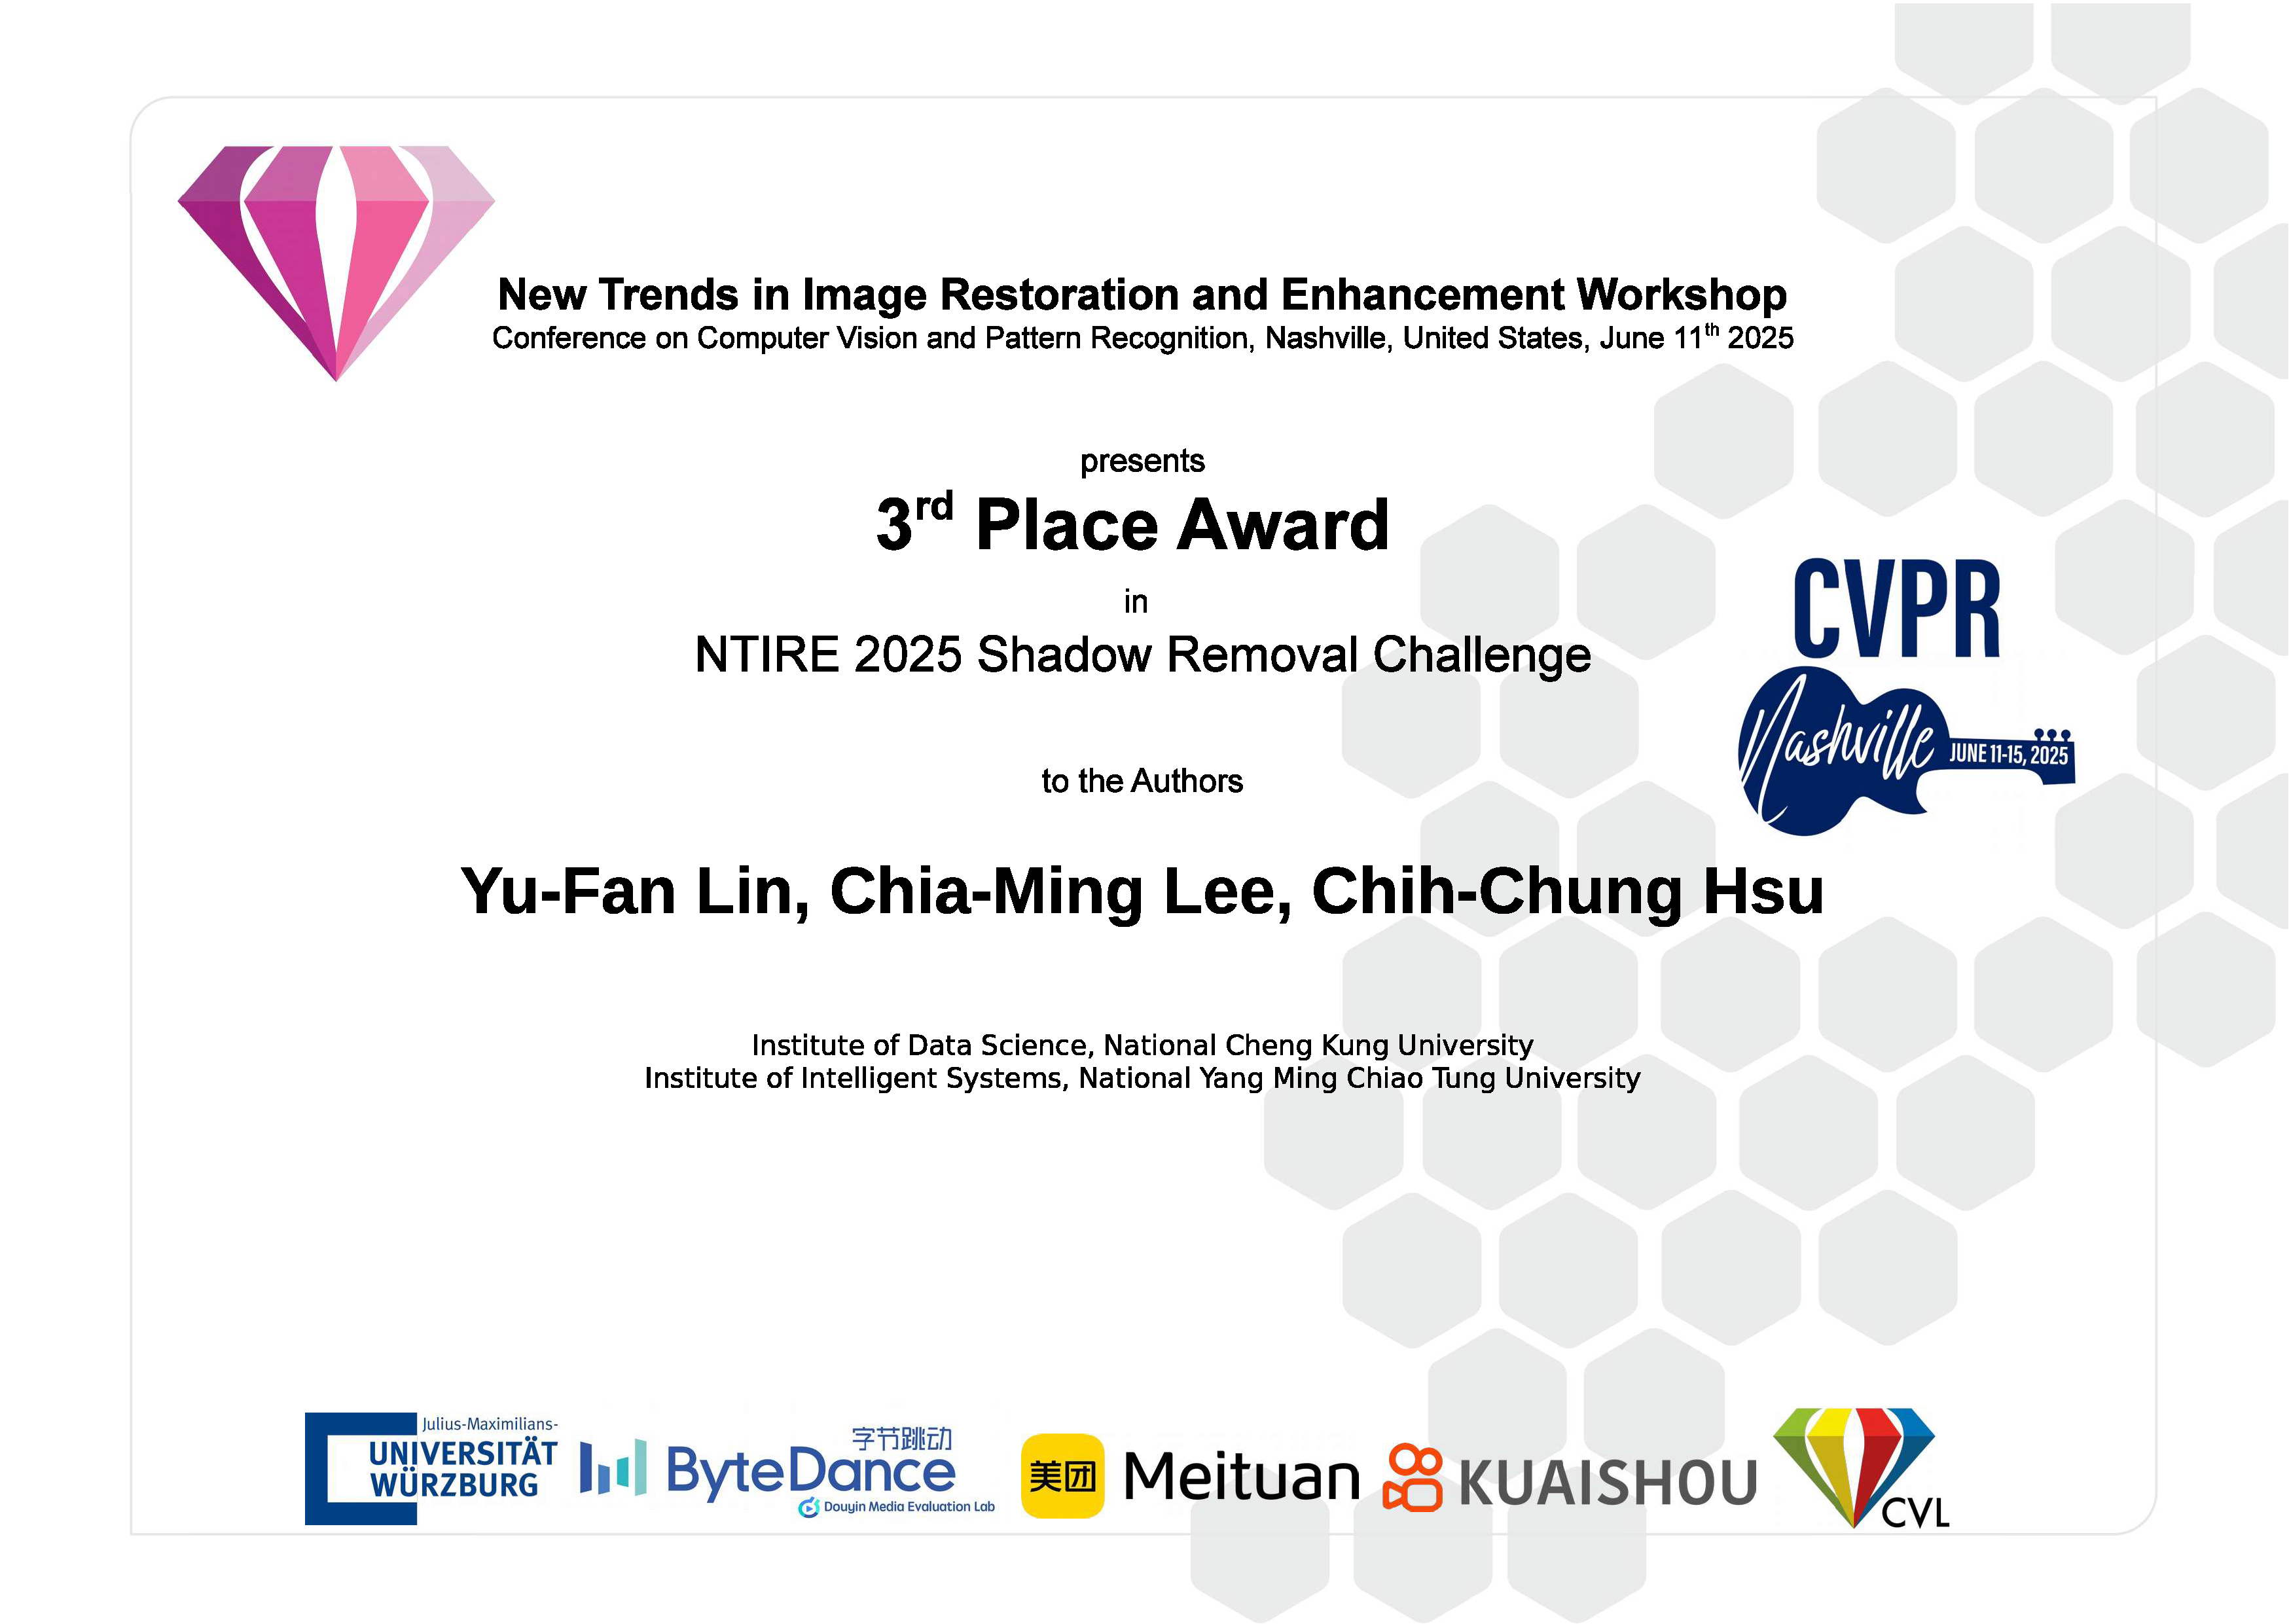 New Trends in Image Restoration and Enhancement Workshop
Conference on Computer Vision and Pattern Recognition, Nashville, United States, June 11th 2025
presents
3rd Place Award
in
NTIRE 2025 Shadow Removal Challenge
CVPR
Nashville
JUNE 11-15, 2025
to the Authors
Yu-Fan Lin, Chia-Ming Lee, Chih-Chung Hsu
Institute of Data Science, National Cheng Kung University
Institute of Intelligent Systems, National Yang Ming Chiao Tung University
Julius-Maximilians-
UNIVERSITÄT
WÜRZBURG
字节跳动
ByteDance
Douyin Media Evaluation Lab
美团
Meituan
KUAISHOU
CVL